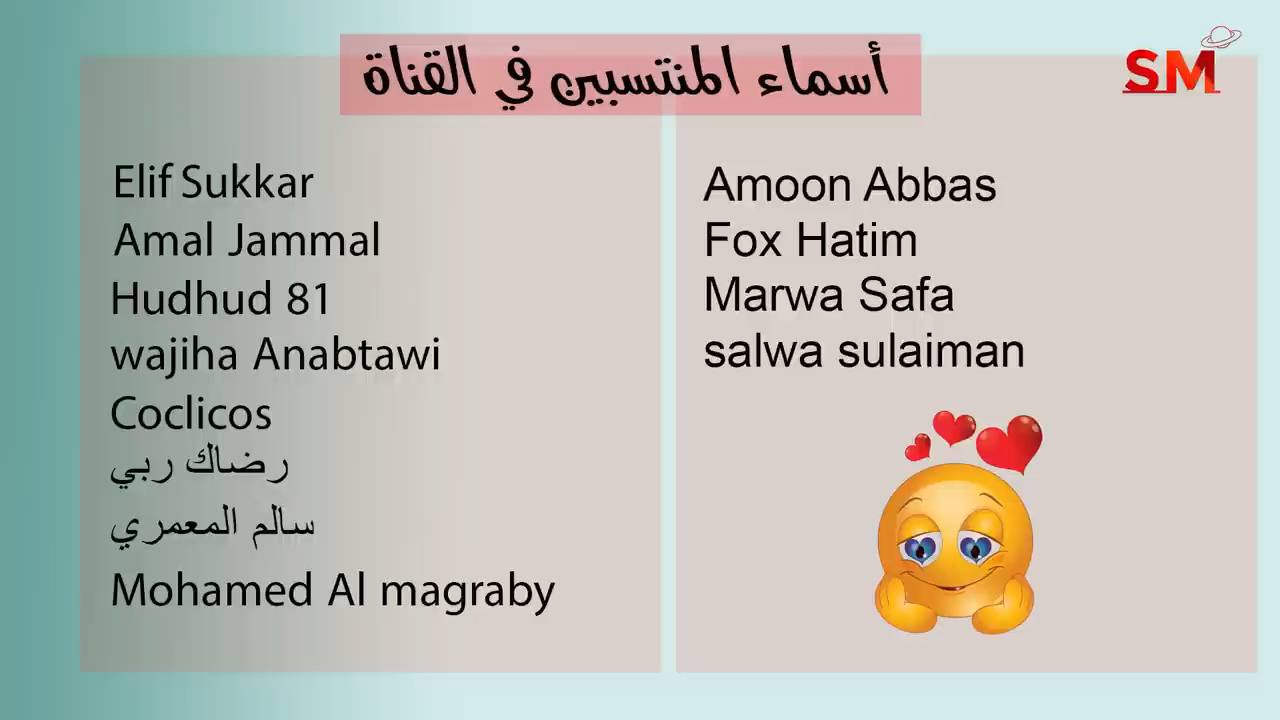 أسماء المنتسبين في القناة
SM
Elif Sukkar
Amal Jammal
Hudhud 81
wajiha Anabtawi
Coclicos
رضاك ربي
سالم المعمري
Mohamed Al magraby
Amoon Abbas
Fox Hatim
Marwa Safa
salwa sulaiman